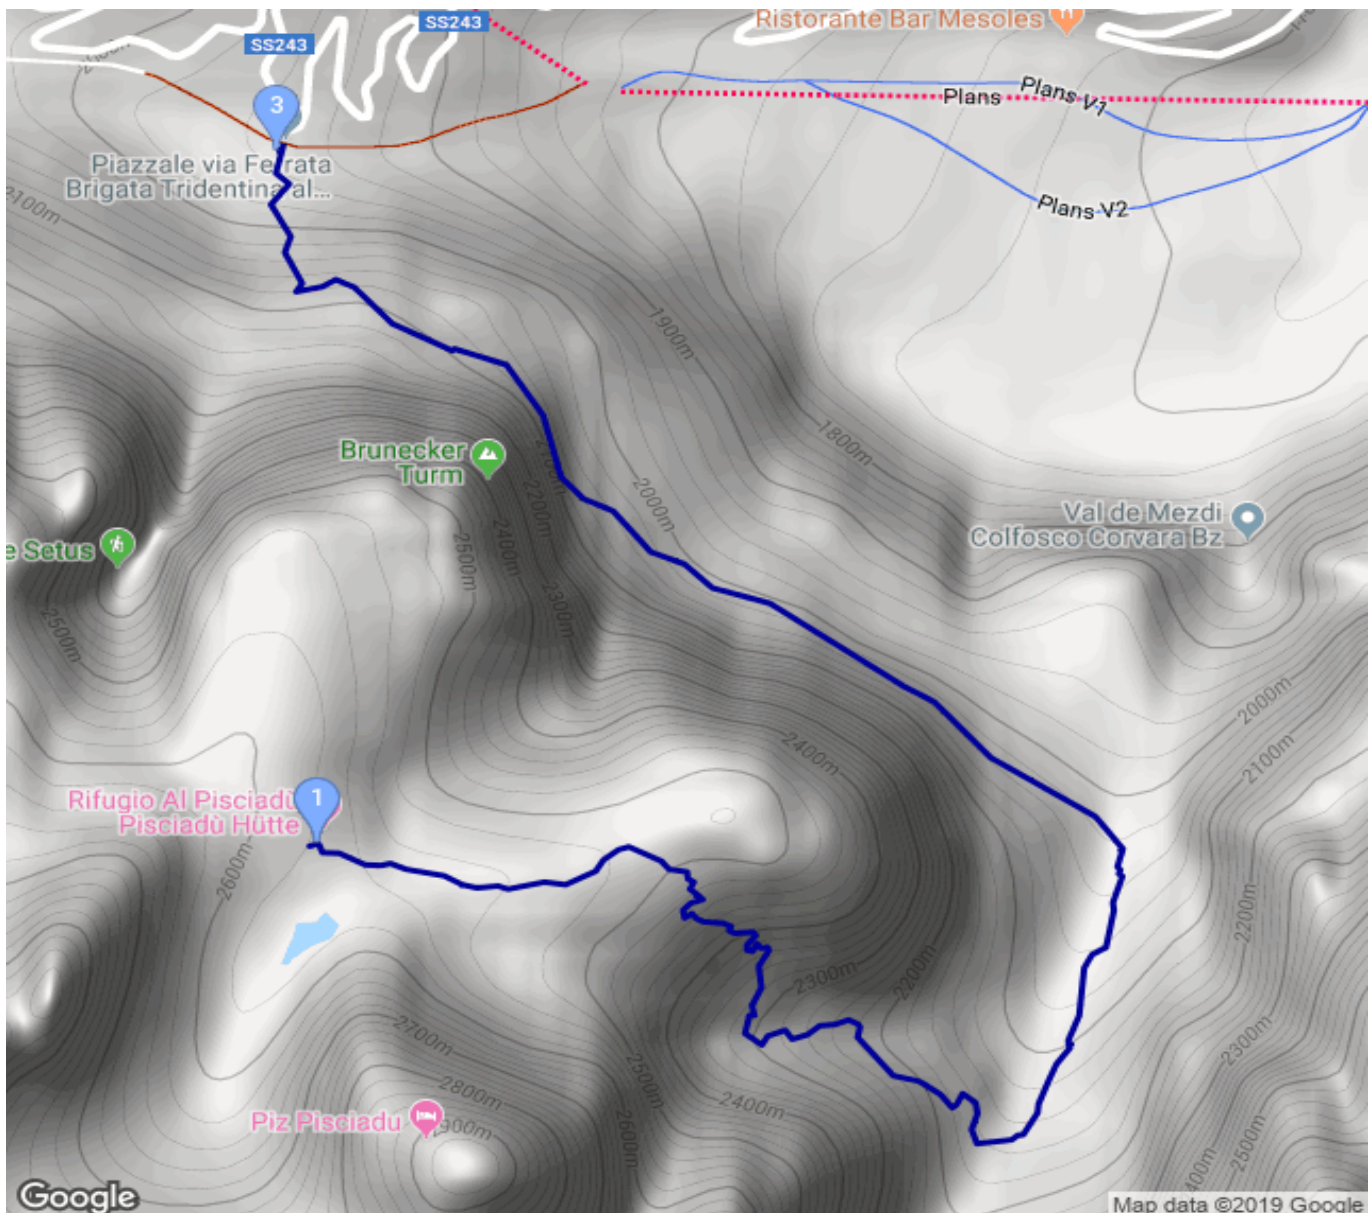 SS243
SS243
Ristorante Bar Mesoles
3
Plans V1
Plans
Piazzale via Ferrata
Brigata Tridentina al...
2100m
Plans V2
1900m
1800m
Brunecker
Turm
2100m
2200m
2000m
2400m
2500m
2300m
Val de Mezdi
Colfosco Corvara Bz
e Setus
2500m
2000m
2100m
2400m
Rifugio Al Pisciadù
Pisciadù Hütte
1
2600m
2200m
2300m
2200m
2300m
2700m
2800m
2500m
2400m
2600m
2500m
Piz Pisciadu
2900m
Google
Map data ©2019 Google